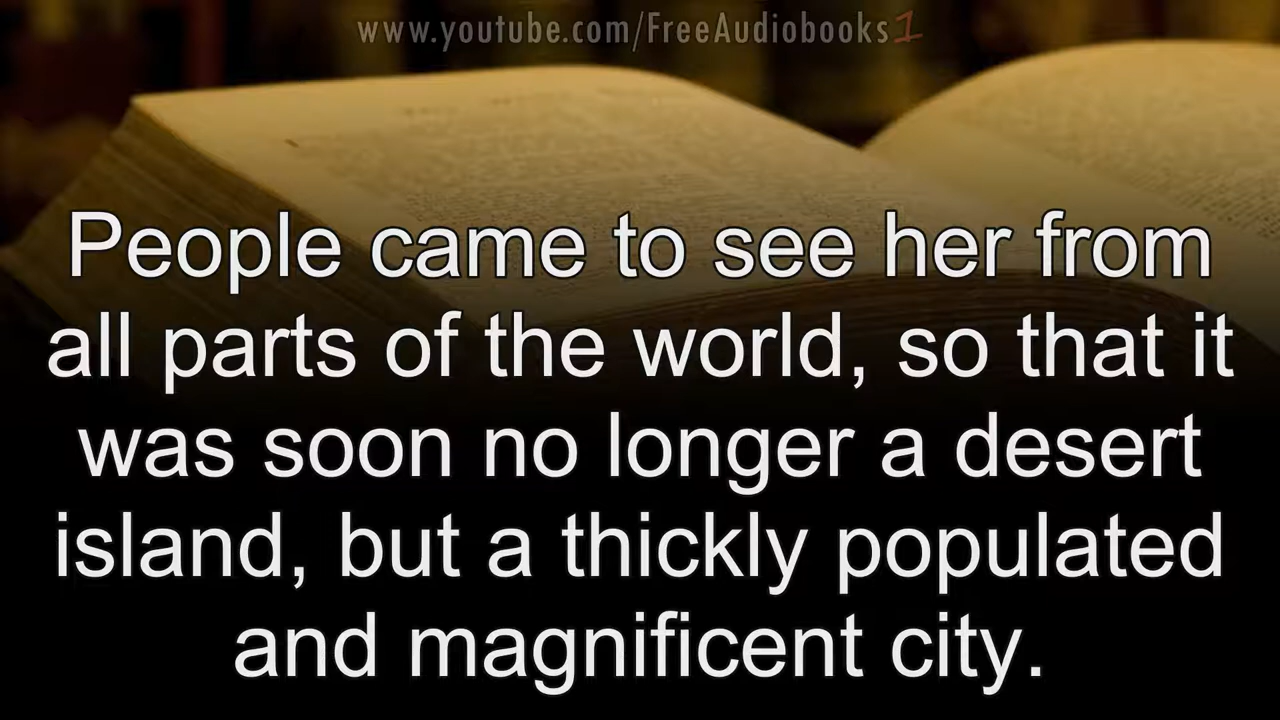 www.youtube.com/FreeAudiobooks1
People came to see her from
all parts of the world, so that it
was soon no longer a desert
island, but a thickly populated
and magnificent city.